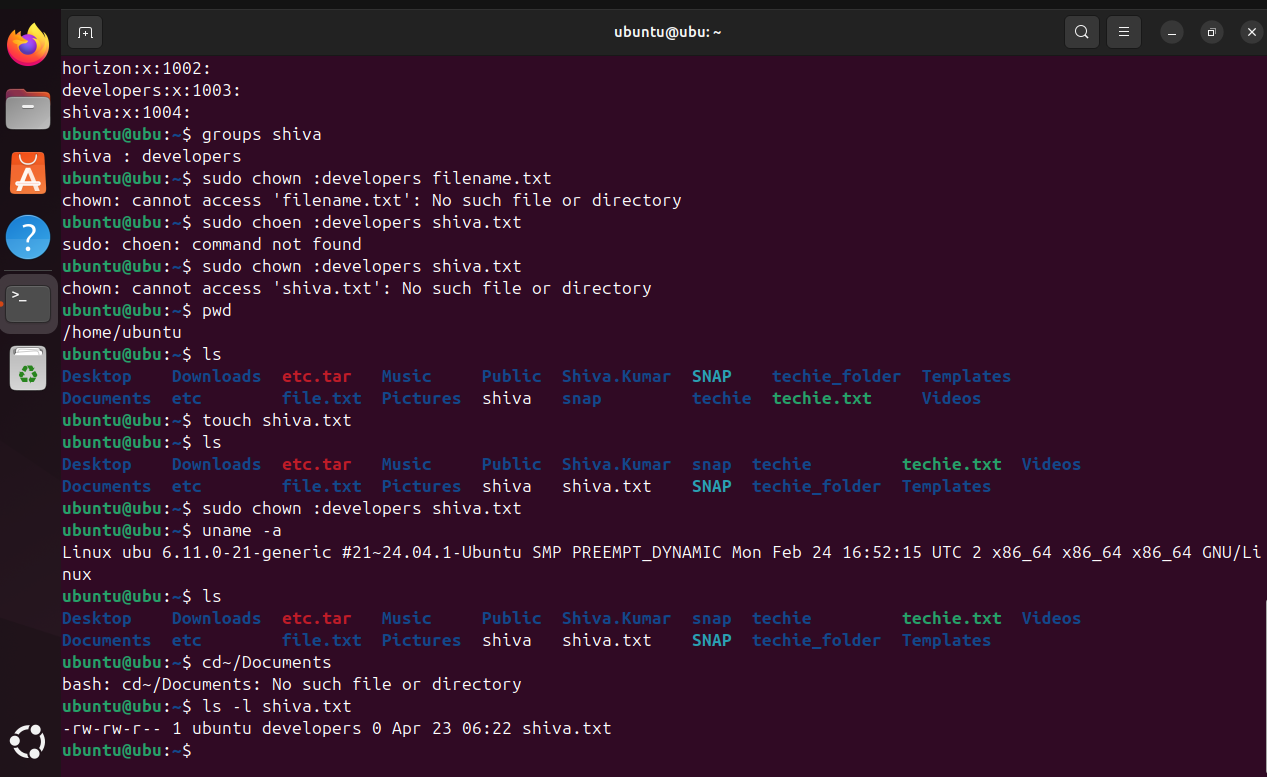 ubuntu@ubu: ~
horizon:x:1002:
developers:x:1003:
shiva:x:1004:
ubuntu@ubu:~$ groups shiva
shiva : developers
ubuntu@ubu:~$ sudo chown :developers filename.txt
chown: cannot access 'filename.txt': No such file or directory
ubuntu@ubu:~$ sudo choen :developers shiva.txt
sudo: choen: command not found
ubuntu@ubu:~$ sudo chown :developers shiva.txt
chown: cannot access 'shiva.txt': No such file or directory
ubuntu@ubu:~$ pwd
/home/ubuntu
ubuntu@ubu:~$ ls
Desktop Downloads etc.tar Music Public Shiva.Kumar SNAP techie_folder Templates
Documents etc file.txt Pictures shiva snap techie techie.txt Videos
ubuntu@ubu:~$ touch shiva.txt
ubuntu@ubu:~$ ls
Desktop Downloads etc.tar Music Public Shiva.Kumar snap techie techie.txt Videos
Documents etc file.txt Pictures shiva shiva.txt SNAP techie_folder Templates
ubuntu@ubu:~$ sudo chown :developers shiva.txt
ubuntu@ubu:~$ uname -a
Linux ubu 6.11.0-21-generic #21~24.04.1-Ubuntu SMP PREEMPT_DYNAMIC Mon Feb 24 16:52:15 UTC 2 x86_64 x86_64 x86_64 GNU/Li
nux
ubuntu@ubu:~$ ls
Desktop Downloads etc.tar Music Public Shiva.Kumar snap techie techie.txt Videos
Documents etc file.txt Pictures shiva shiva.txt SNAP techie_folder Templates
ubuntu@ubu:~$ cd~/Documents
bash: cd~/Documents: No such file or directory
ubuntu@ubu:~$ ls -l shiva.txt
-rw-rw-r-- 1 ubuntu developers 0 Apr 23 06:22 shiva.txt
ubuntu@ubu:~$